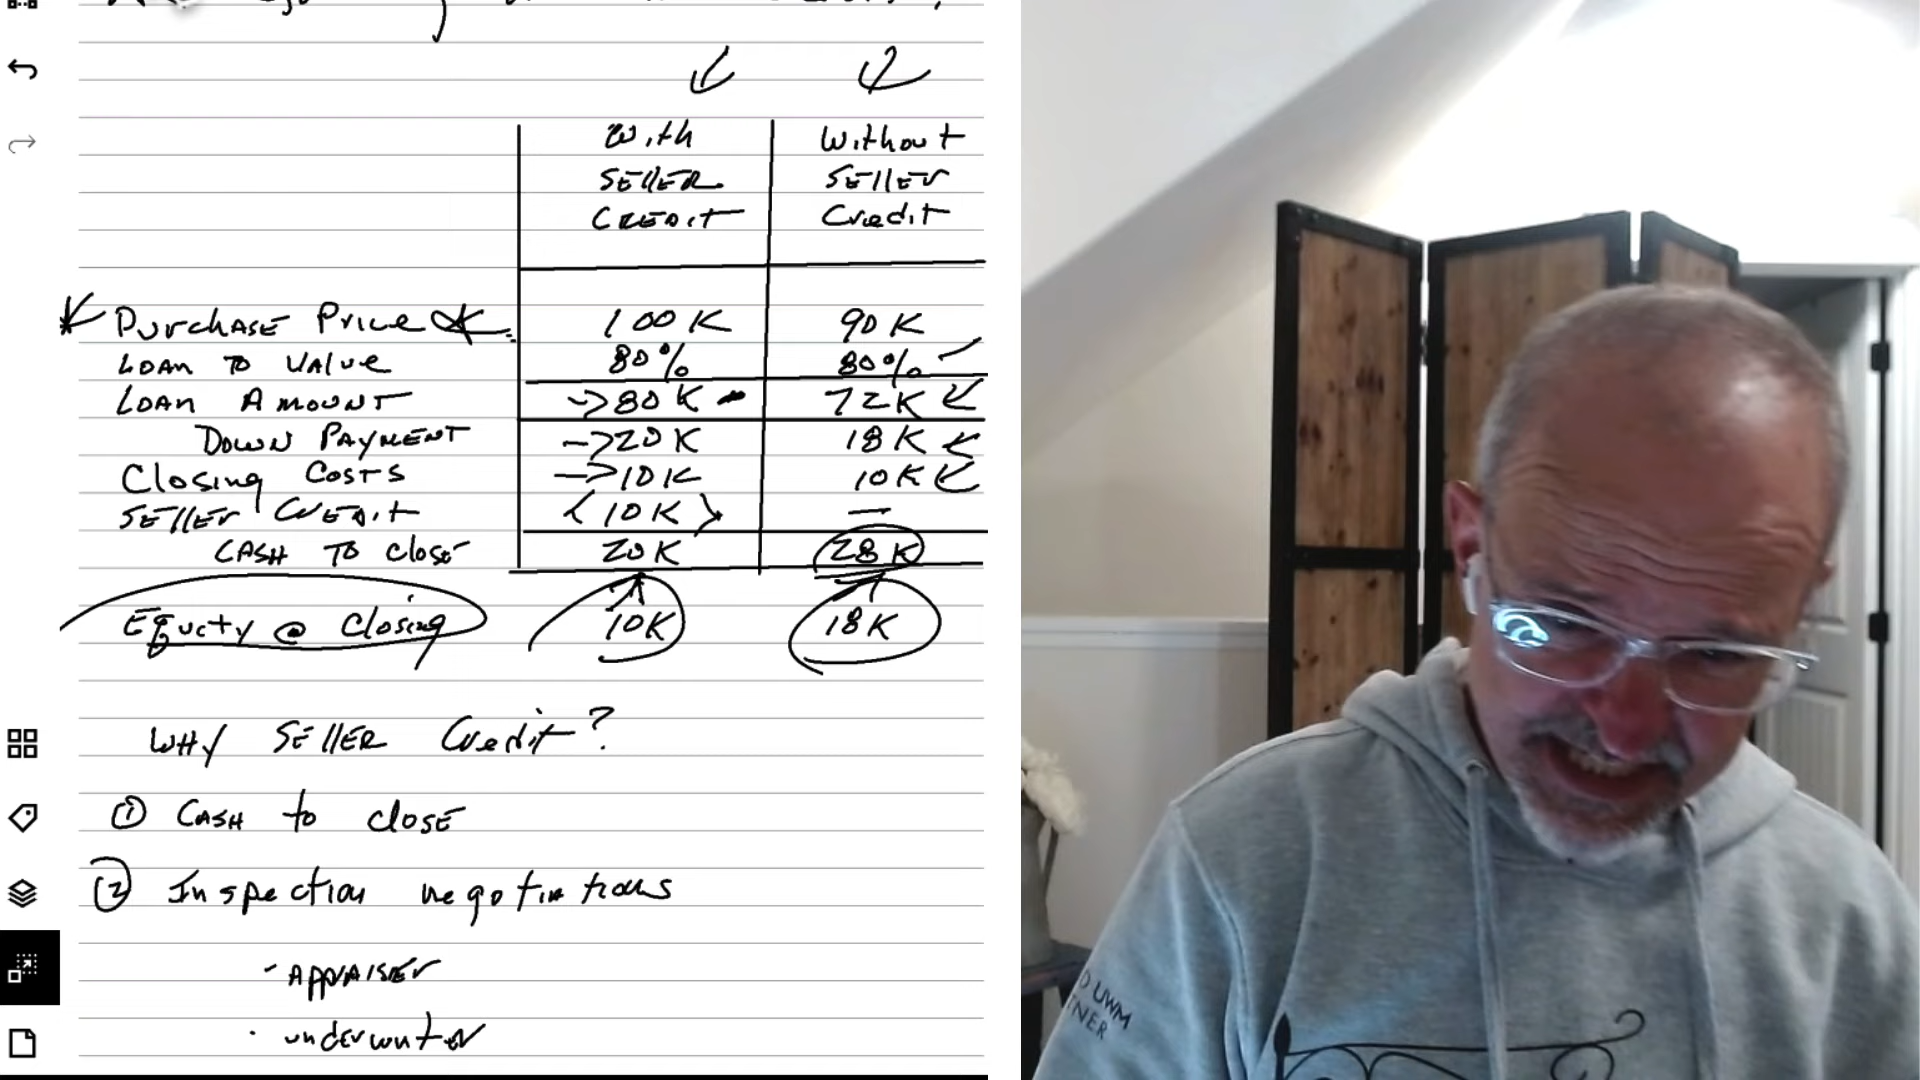 With Without
SELLER SELLER
CREDIT Credit
Purchase Price 100K 90K
LOAN TO VALUE 80% 80%
LOAN AMOUNT 80K 72K
DOWN PAYMENT 20K 18K
Closing COSTS 10K 10K
SELLER CREDIT <10K> —
CASH TO CLOSE 20K 28K
Equity @ Closing 10K 18K
WHY SELLER Credit?
① CASH to close
② Inspection negotiations
- APPRAISER
· underwriter
UWM